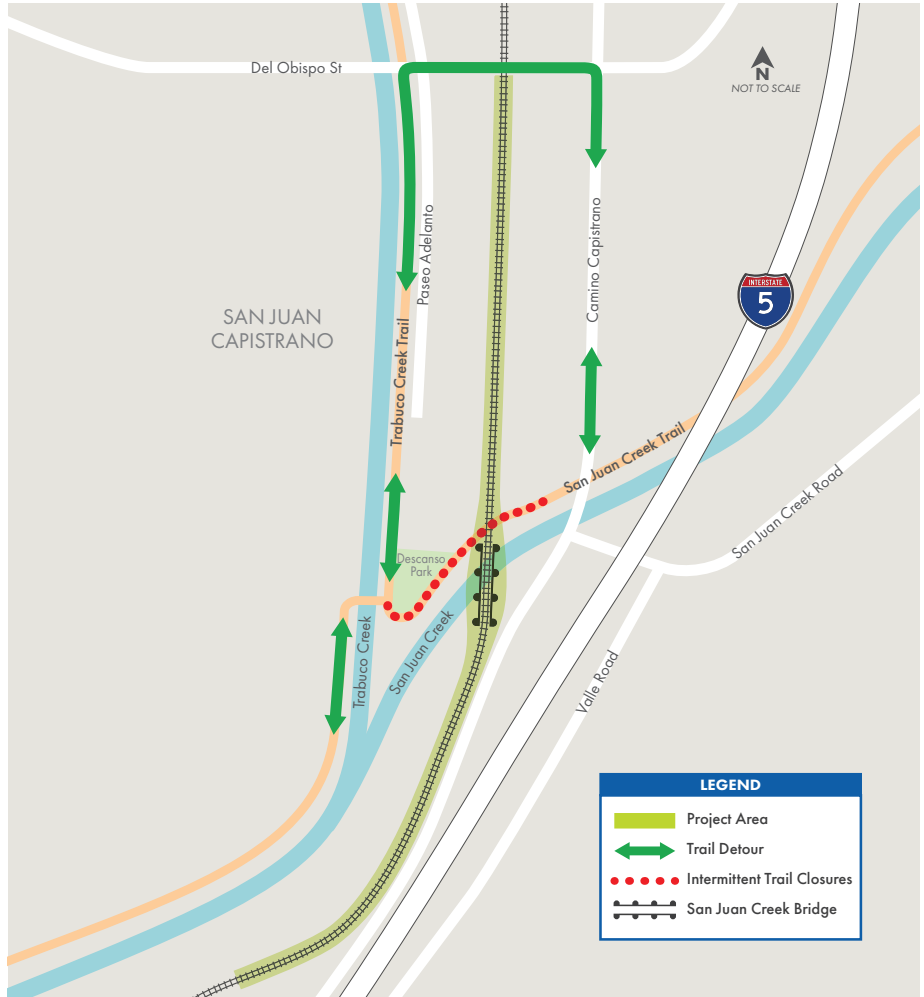 Del Obispo St
N
NOT TO SCALE
Paseo Adelanto
Camino Capistrano
INTERSTATE
5
SAN JUAN
CAPISTRANO
Trabuco Creek Trail
San Juan Creek Trail
San Juan Creek Road
Descanso
Park
Trabuco Creek
San Juan Creek
Valle Road
LEGEND
Project Area
Trail Detour
Intermittent Trail Closures
San Juan Creek Bridge